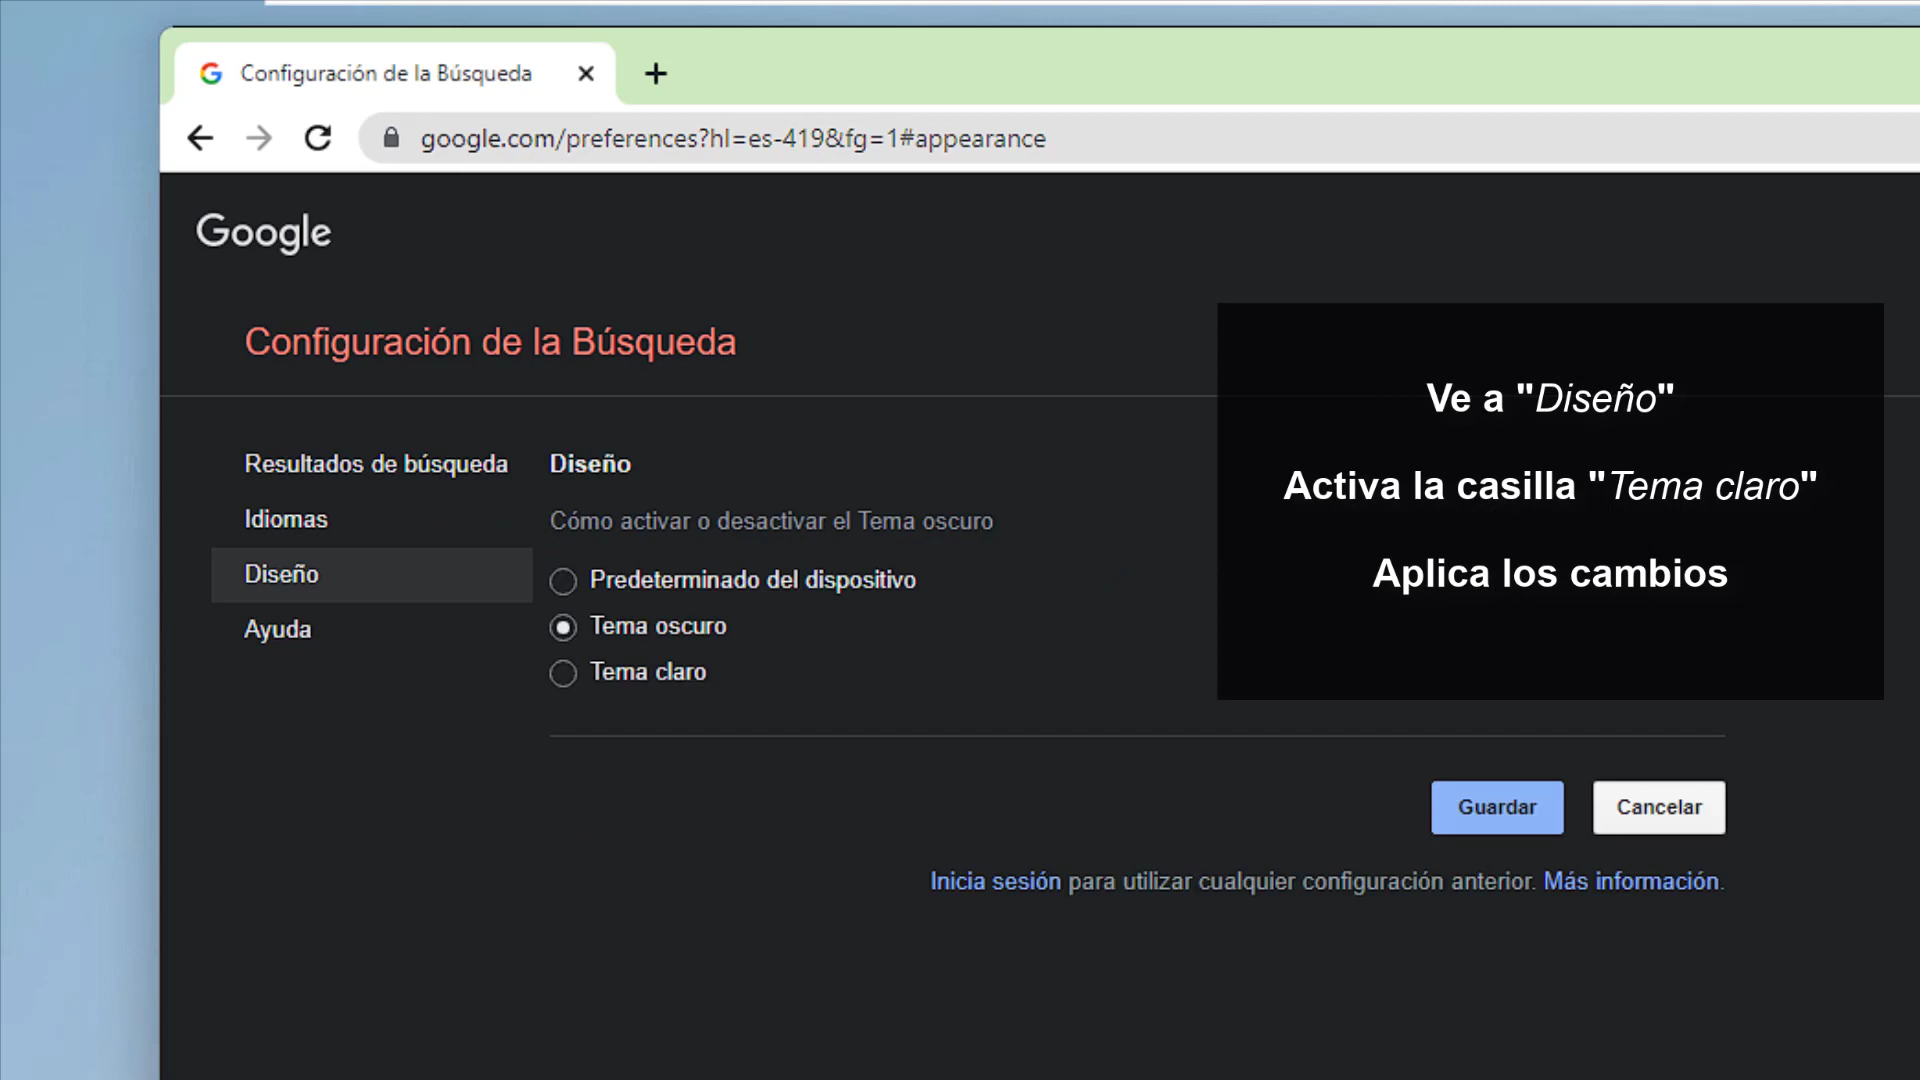 Configuración de la Búsqueda
google.com/preferences?hl=es-419&fg=1#appearance
Google
Configuración de la Búsqueda
Resultados de búsqueda
Idiomas
Diseño
Ayuda
Diseño
Cómo activar o desactivar el Tema oscuro
Predeterminado del dispositivo
Tema oscuro
Tema claro
Ve a "Diseño"
Activa la casilla "Tema claro"
Aplica los cambios
Guardar
Cancelar
Inicia sesión para utilizar cualquier configuración anterior. Más información.